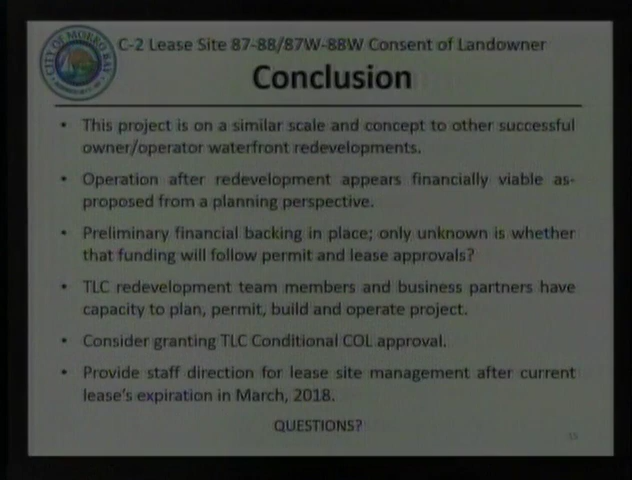 CITY OF MORRO BAY
C-2 Lease Site 87-88/87W-88W Consent of Landowner
Conclusion
• This project is on a similar scale and concept to other successful
owner/operator waterfront redevelopments.
• Operation after redevelopment appears financially viable as-
proposed from a planning perspective.
• Preliminary financial backing in place; only unknown is whether
that funding will follow permit and lease approvals?
• TLC redevelopment team members and business partners have
capacity to plan, permit, build and operate project.
• Consider granting TLC Conditional COL approval.
• Provide staff direction for lease site management after current
lease's expiration in March, 2018.
QUESTIONS?